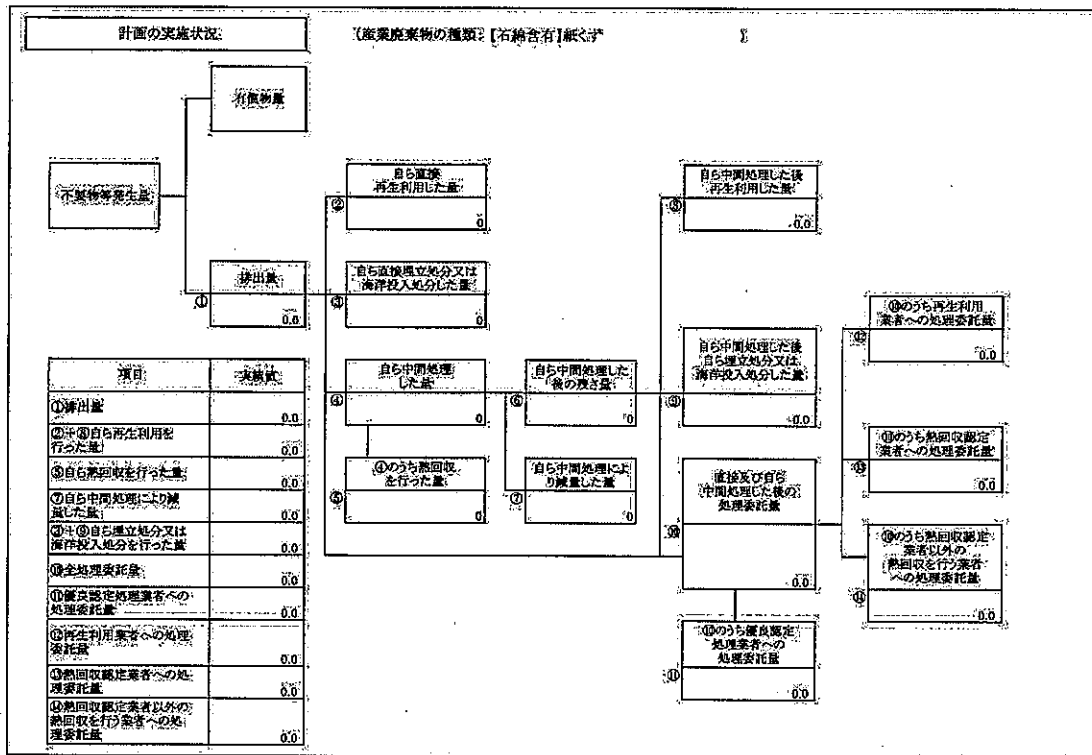 計画の実施状況
（産業廃棄物の種類：[石綿含有]紙くず
）
有償物量
不要物等発生量
自ら直接
再生利用した量
②
0
自ら中間処理した後
再生利用した量
⑧
0.0
排出量
①
0.0
自ら直接埋立処分又は
海洋投入処分した量
③
0
⑩のうち再生利用
業者への処理委託量
⑫
0.0
自ら中間処理
した量
④
0
自ら中間処理した
後の残さ量
⑥
0
自ら中間処理した後
自ら埋立処分又は
海洋投入処分した量
⑨
0.0
⑩のうち熱回収認定
業者への処理委託量
⑬
0.0
④のうち熱回収
を行った量
⑤
0
自ら中間処理によ
り減量した量
⑦
0
直接及び自ら
中間処理した後の
処理委託量
⑩
0.0
⑩のうち熱回収認定
業者以外の
熱回収を行う業者
への処理委託量
⑭
0.0
⑩のうち優良認定
処理業者への
処理委託量
⑪
0.0
項目 実績値
①排出量
0.0
②＋⑧自ら再生利用を
行った量
0.0
⑤自ら熱回収を行った量
0.0
⑦自ら中間処理により減
量した量
0.0
③＋⑨自ら埋立処分又は
海洋投入処分を行った量
0.0
⑩全処理委託量
0.0
⑪優良認定処理業者への
処理委託量
0.0
⑫再生利用業者への処理
委託量
0.0
⑬熱回収認定業者への処
理委託量
0.0
⑭熱回収認定業者以外の
熱回収を行う業者への処
理委託量
0.0